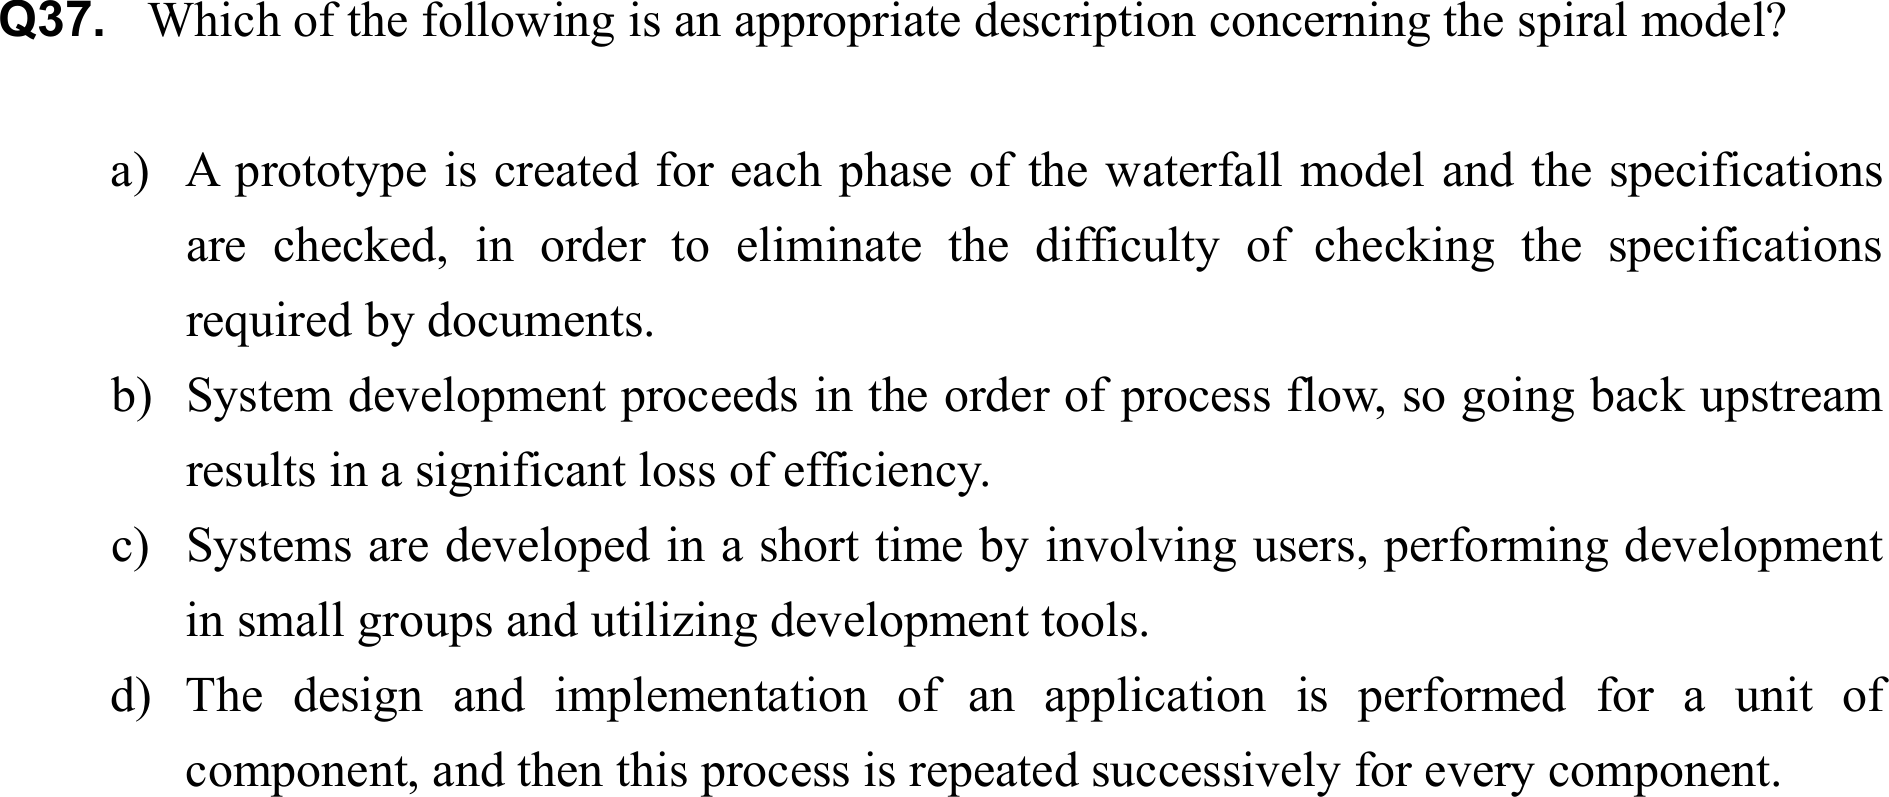 Q37. Which of the following is an appropriate description concerning the spiral model?
a) A prototype is created for each phase of the waterfall model and the specifications
are checked, in order to eliminate the difficulty of checking the specifications
required by documents.
b) System development proceeds in the order of process flow, so going back upstream
results in a significant loss of efficiency.
c) Systems are developed in a short time by involving users, performing development
in small groups and utilizing development tools.
d) The design and implementation of an application is performed for a unit of
component, and then this process is repeated successively for every component.